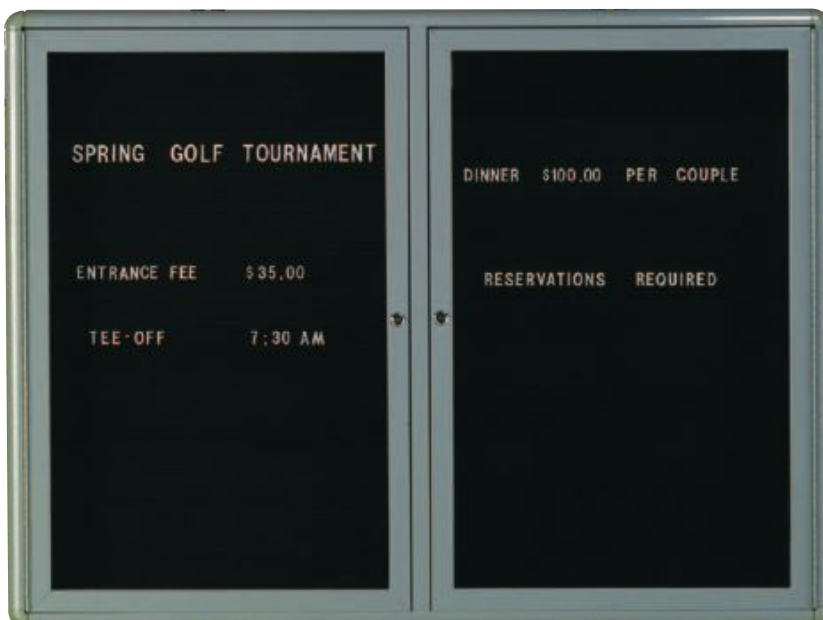 SPRING GOLF TOURNAMENT
ENTRANCE FEE $35.00
TEE-OFF 7:30 AM
DINNER $100.00 PER COUPLE
RESERVATIONS REQUIRED